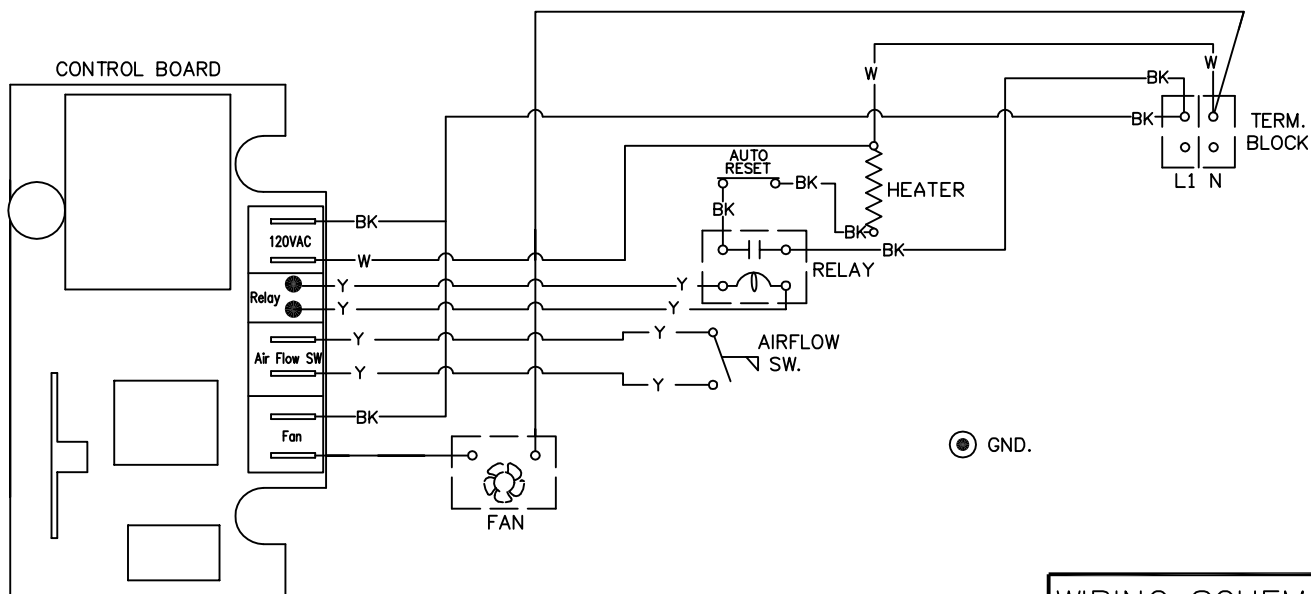 CONTROL BOARD
W
W
BK
BK
TERM.
BLOCK
L1 N
AUTO
RESET
BK
HEATER
BK
BK
BK
BK
120VAC
W
RELAY
Relay
Y
Y
Y
Y
Air Flow SW
Y
Y
AIRFLOW
SW.
Y
Y
BK
Fan
FAN
GND.